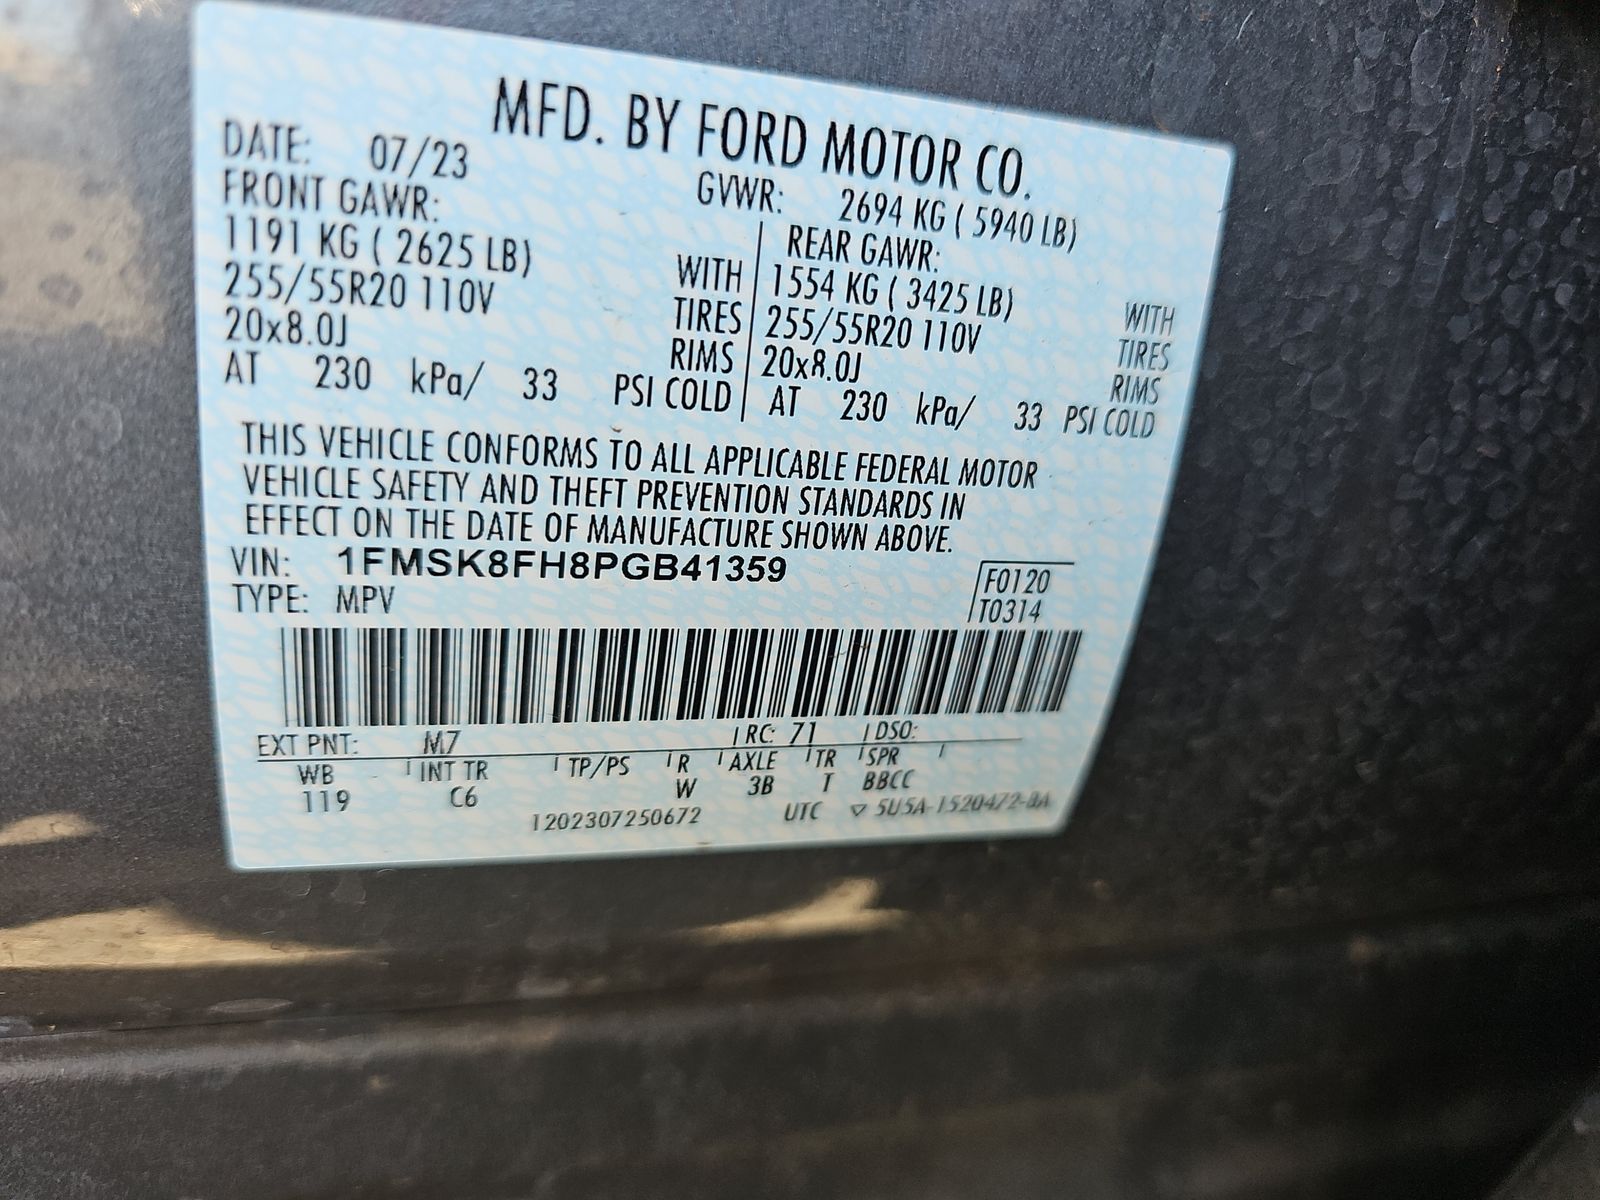 MFD. BY FORD MOTOR CO.
DATE: 07/23 GVWR: 2694 KG ( 5940 LB)
FRONT GAWR: REAR GAWR:
1191 KG ( 2625 LB) WITH 1554 KG ( 3425 LB) WITH
255/55R20 110V TIRES 255/55R20 110V TIRES
20x8.0J RIMS 20x8.0J RIMS
AT 230 kPa/ 33 PSI COLD AT 230 kPa/ 33 PSI COLD
THIS VEHICLE CONFORMS TO ALL APPLICABLE FEDERAL MOTOR
VEHICLE SAFETY AND THEFT PREVENTION STANDARDS IN
EFFECT ON THE DATE OF MANUFACTURE SHOWN ABOVE.
VIN: 1FMSK8FH8PGB41359
TYPE: MPV
F0120
T0314
EXT PNT: M7 RC: 71 DSO:
WB INT TR TP/PS R AXLE TR SPR
119 C6 W 3B T BBCC
1202307250672 UTC ▽ 5U5A-1520472-BA